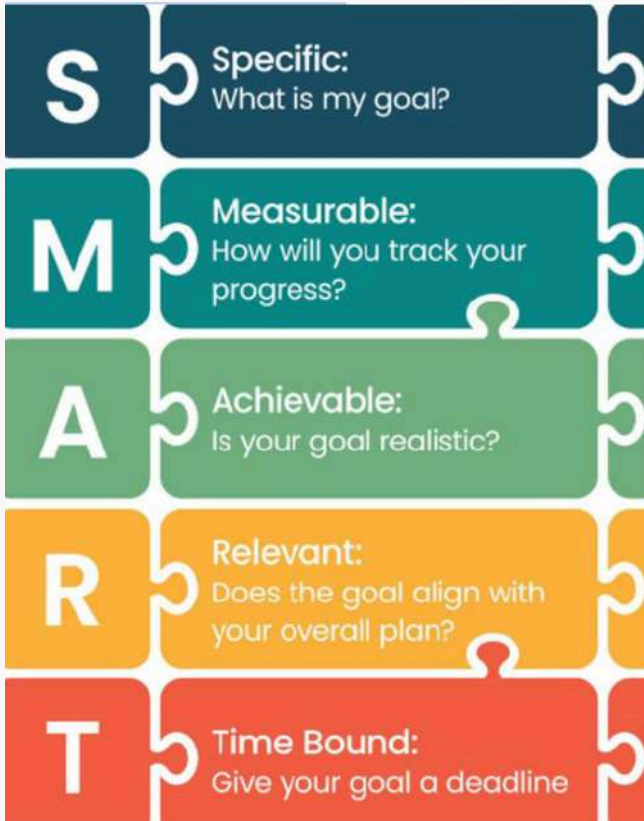 S
Specific:
What is my goal?
M
Measurable:
How will you track your
progress?
A
Achievable:
Is your goal realistic?
R
Relevant:
Does the goal align with
your overall plan?
T
Time Bound:
Give your goal a deadline